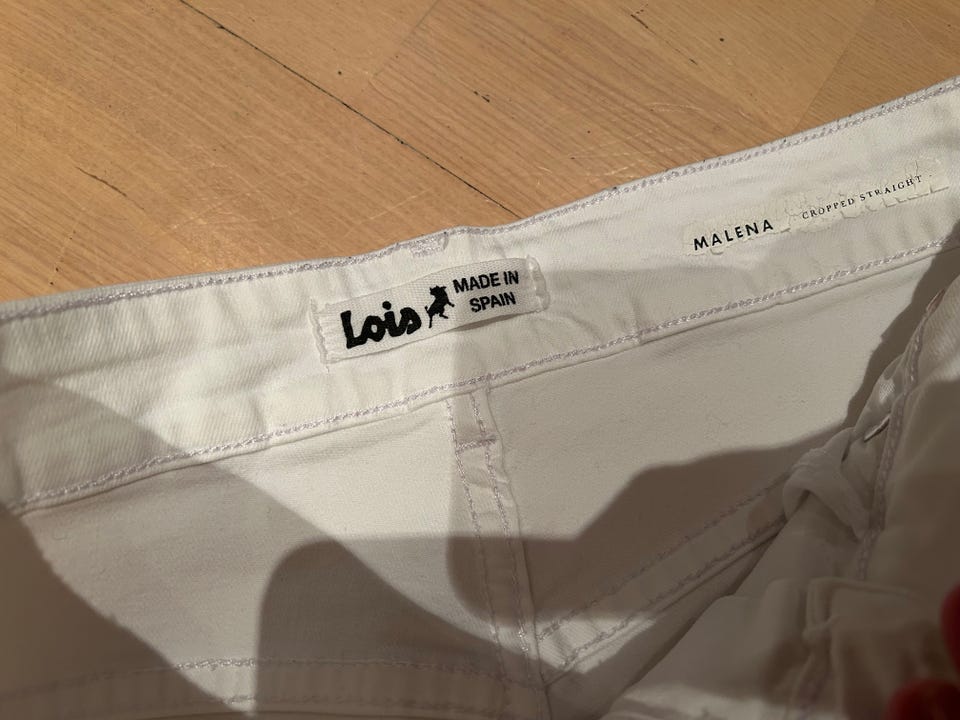 Lois
MADE IN
SPAIN
MALENA CROPPED STRAIGHT